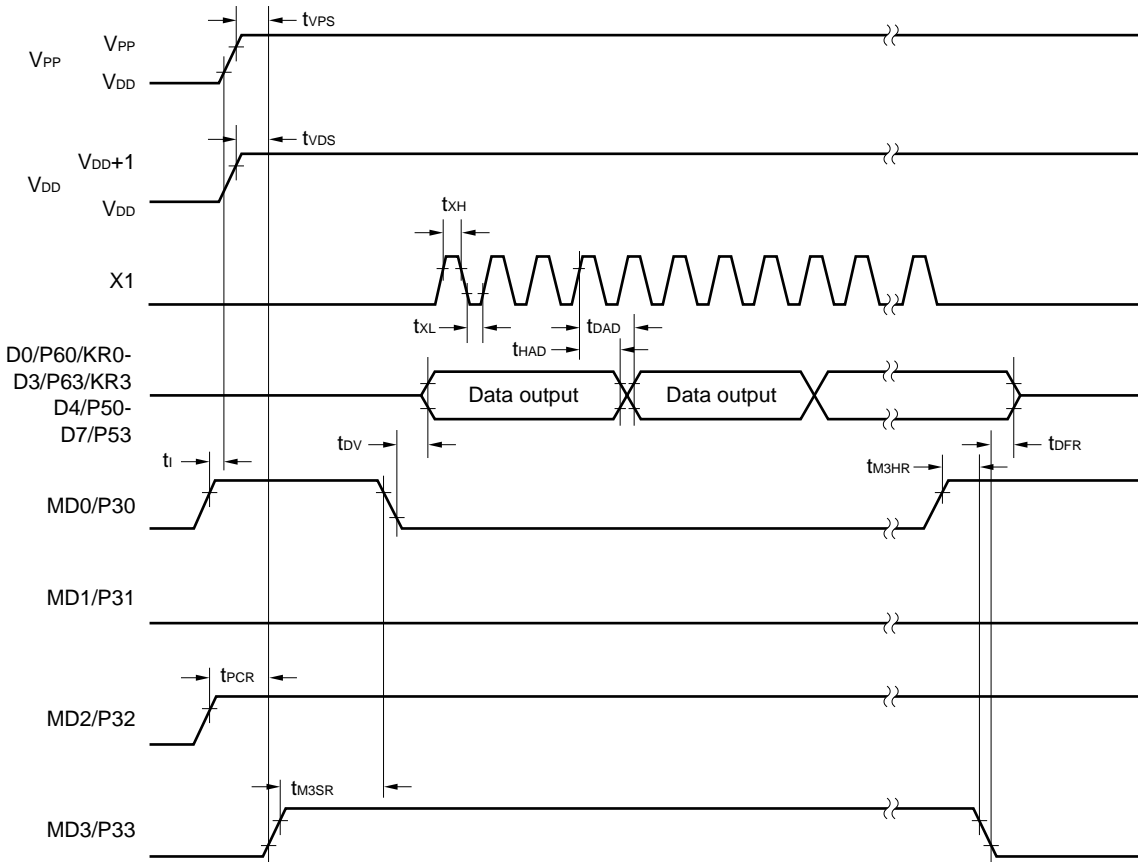 tVPS
VPP
VPP
VDD
tVDS
VDD+1
VDD
VDD
tXH
X1
tXL
tDAD
tHAD
D0/P60/KR0-
D3/P63/KR3
D4/P50-
D7/P53
Data output
Data output
tDV
tDFR
tI
tM3HR
MD0/P30
MD1/P31
tPCR
MD2/P32
tM3SR
MD3/P33